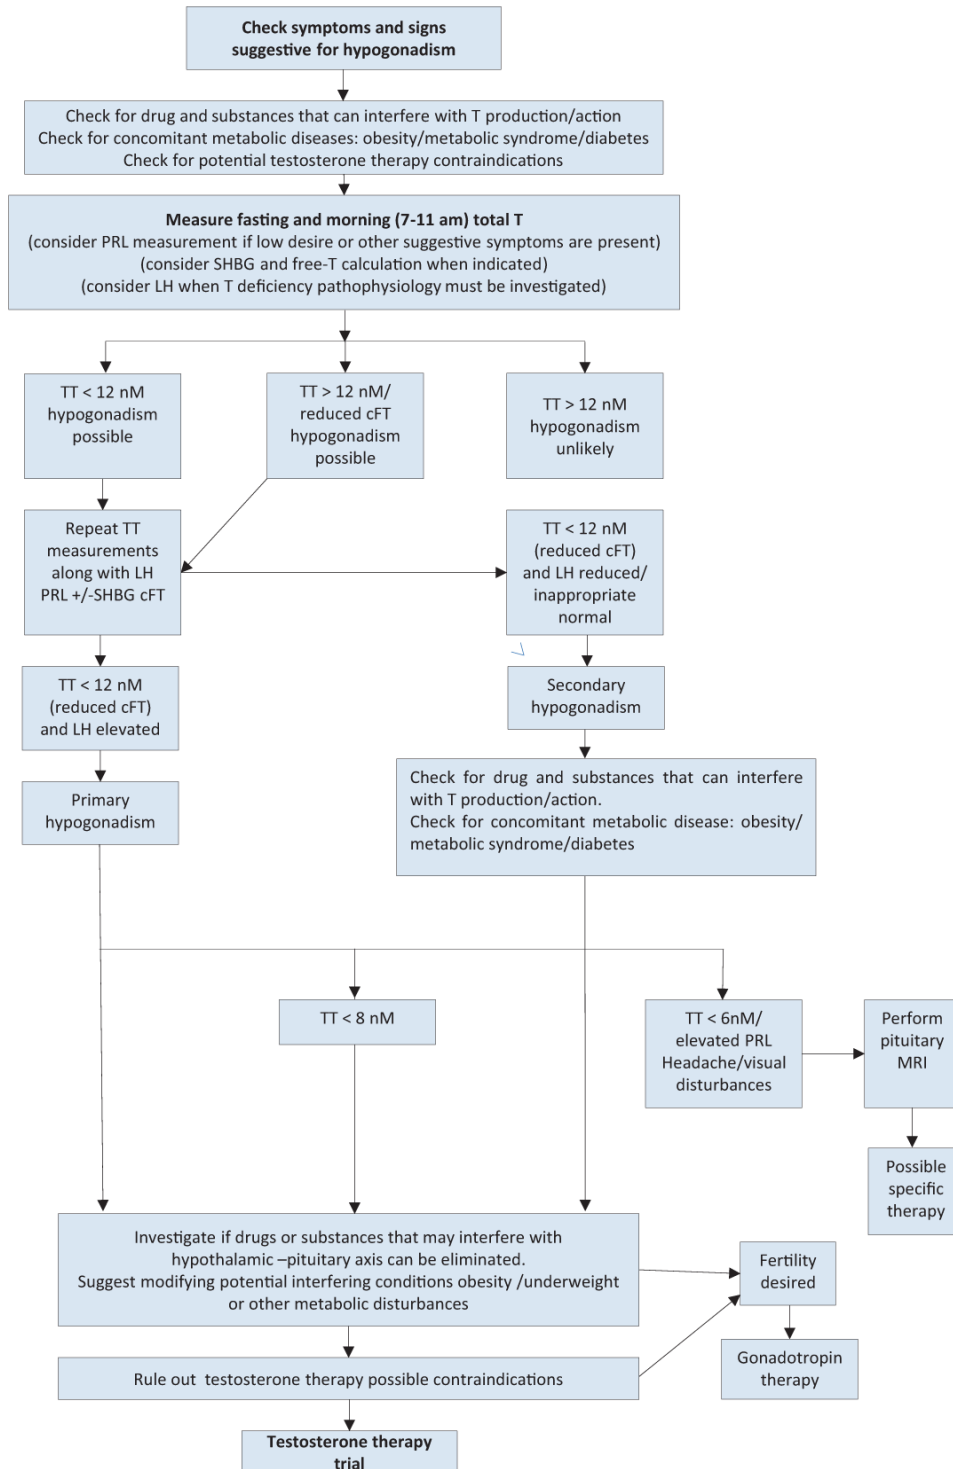 Check symptoms and signs
suggestive for hypogonadism
Check for drug and substances that can interfere with T production/action
Check for concomitant metabolic diseases: obesity/metabolic syndrome/diabetes
Check for potential testosterone therapy contraindications
Measure fasting and morning (7-11 am) total T
(consider PRL measurement if low desire or other suggestive symptoms are present)
(consider SHBG and free-T calculation when indicated)
(consider LH when T deficiency pathophysiology must be investigated)
TT < 12 nM
hypogonadism
possible
TT > 12 nM/
reduced cFT
hypogonadism
possible
TT > 12 nM
hypogonadism
unlikely
Repeat TT
measurements
along with LH
PRL +/-SHBG cFT
TT < 12 nM
(reduced cFT)
and LH reduced/
inappropriate
normal
TT < 12 nM
(reduced cFT)
and LH elevated
Secondary
hypogonadism
Primary
hypogonadism
Check for drug and substances that can interfere
with T production/action.
Check for concomitant metabolic disease: obesity/
metabolic syndrome/diabetes
TT < 8 nM
TT < 6nM/
elevated PRL
Headache/visual
disturbances
Perform
pituitary
MRI
Possible
specific
therapy
Investigate if drugs or substances that may interfere with
hypothalamic –pituitary axis can be eliminated.
Suggest modifying potential interfering conditions obesity /underweight
or other metabolic disturbances
Fertility
desired
Gonadotropin
therapy
Rule out testosterone therapy possible contraindications
Testosterone therapy
trial